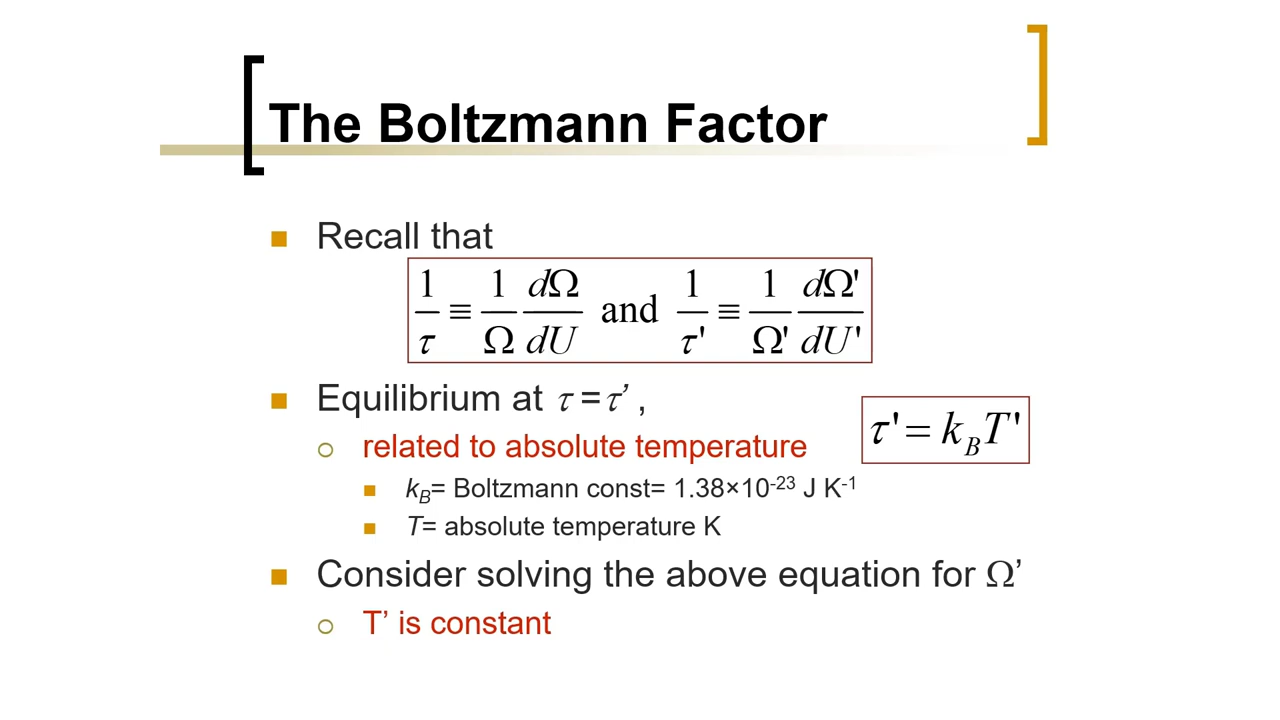 The Boltzmann Factor
Recall that
1/τ ≡ 1/Ω dΩ/dU and 1/τ' ≡ 1/Ω' dΩ'/dU'
Equilibrium at τ =τ’ ,
τ'= k_B T'
related to absolute temperature
k_B= Boltzmann const= 1.38×10^-23 J K^-1
T= absolute temperature K
Consider solving the above equation for Ω’
T’ is constant